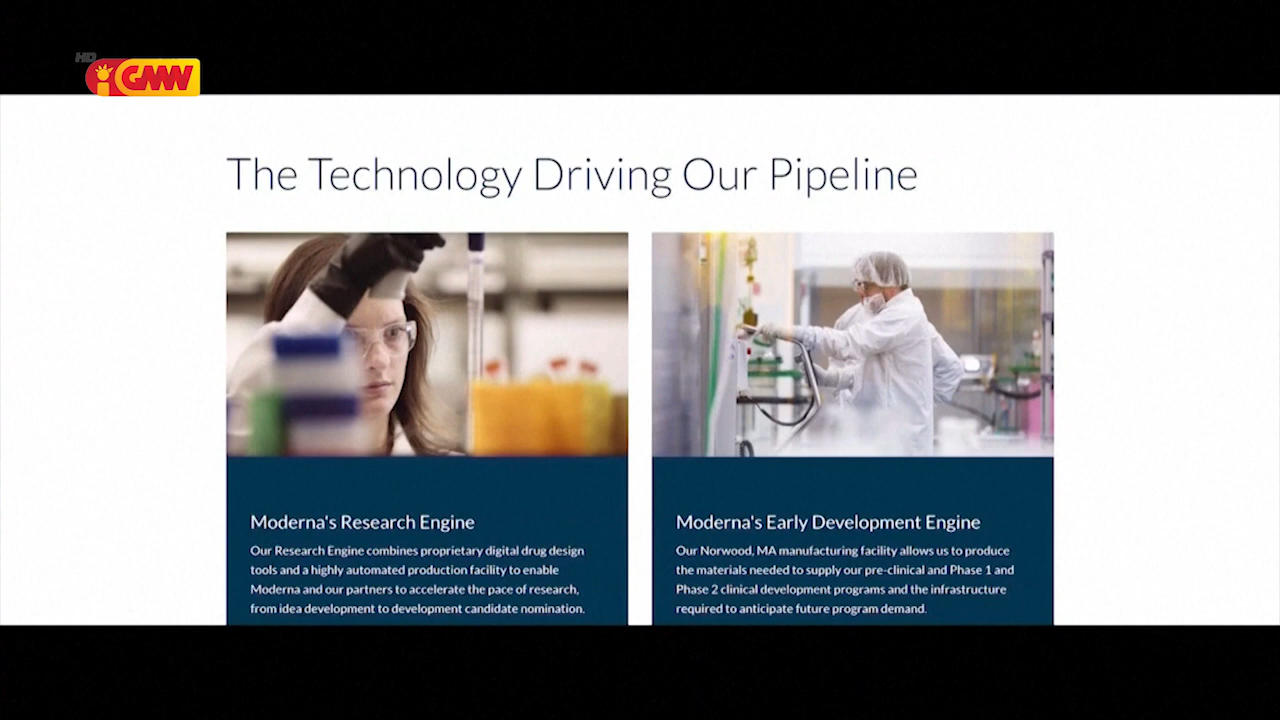 HD
iGMW
The Technology Driving Our Pipeline
Moderna's Research Engine
Our Research Engine combines proprietary digital drug design
tools and a highly automated production facility to enable
Moderna and our partners to accelerate the pace of research,
from idea development to development candidate nomination.
Moderna's Early Development Engine
Our Norwood, MA manufacturing facility allows us to produce
the materials needed to supply our pre-clinical and Phase 1 and
Phase 2 clinical development programs and the infrastructure
required to anticipate future program demand.